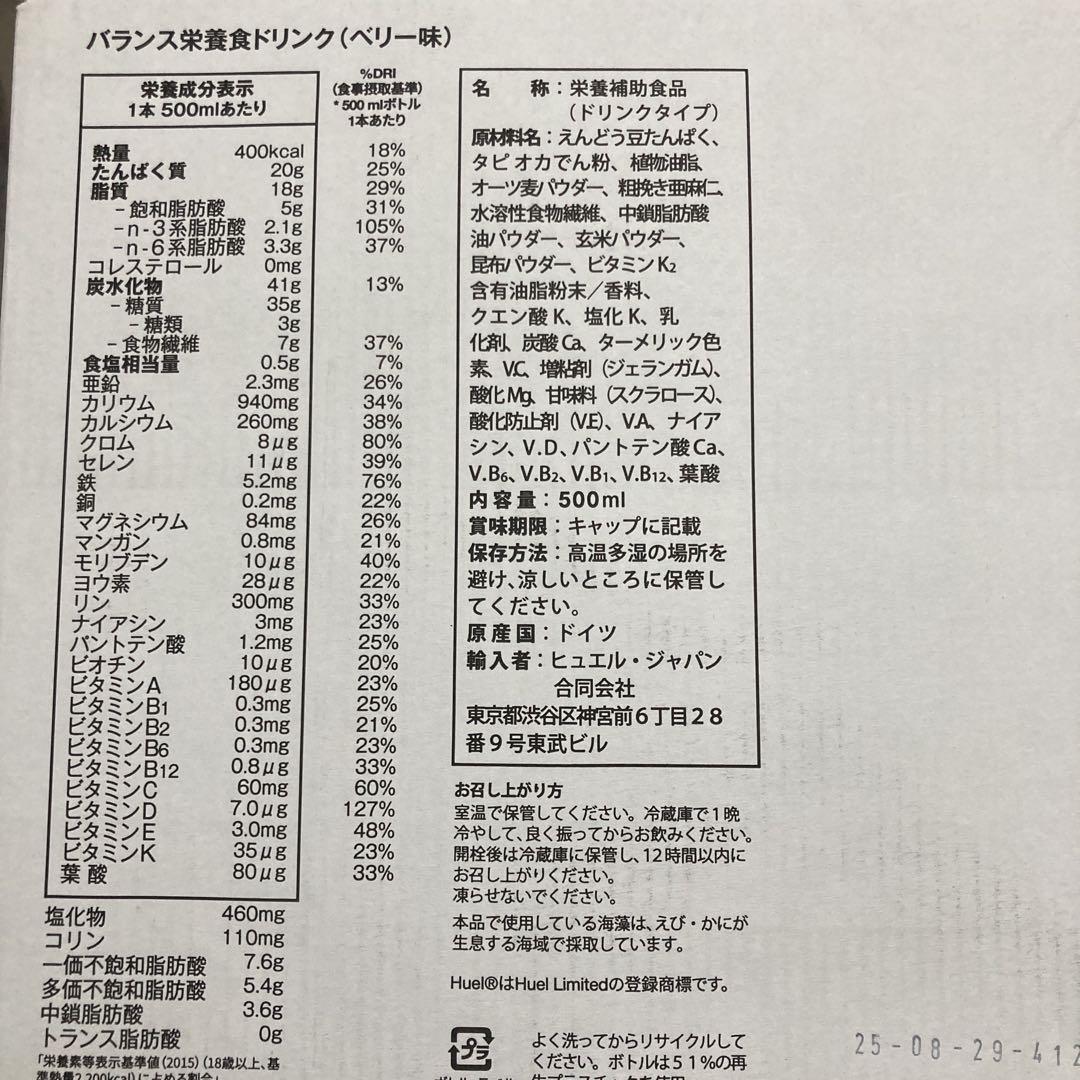 バランス栄養食ドリンク(ベリー味)
栄養成分表示
1本 500mlあたり
%DRI
(食事摂取基準)
* 500 mlボトル
1本あたり
熱量 400kcal 18%
たんぱく質 20g 25%
脂質 18g 29%
-飽和脂肪酸 5g 31%
-n-3系脂肪酸 2.1g 105%
-n-6系脂肪酸 3.3g 37%
コレステロール 0mg
炭水化物 41g 13%
-糖質 35g
-糖類 3g
-食物繊維 7g 37%
食塩相当量 0.5g 7%
亜鉛 2.3mg 26%
カリウム 940mg 34%
カルシウム 260mg 38%
クロム 8μg 80%
セレン 11μg 39%
鉄 5.2mg 76%
銅 0.2mg 22%
マグネシウム 84mg 26%
マンガン 0.8mg 21%
モリブデン 10μg 40%
ヨウ素 28μg 22%
リン 300mg 33%
ナイアシン 3mg 23%
パントテン酸 1.2mg 25%
ビオチン 10μg 20%
ビタミンA 180μg 23%
ビタミンB1 0.3mg 25%
ビタミンB2 0.3mg 21%
ビタミンB6 0.3mg 23%
ビタミンB12 0.8μg 33%
ビタミンC 60mg 60%
ビタミンD 7.0μg 127%
ビタミンE 3.0mg 48%
ビタミンK 35μg 23%
葉酸 80μg 33%
塩化物 460mg
コリン 110mg
一価不飽和脂肪酸 7.6g
多価不飽和脂肪酸 5.4g
中鎖脂肪酸 3.6g
トランス脂肪酸 0g
「栄養素等表示基準値(2015)(18歳以上、基
準熱量2,200kcal)に占める割合」
名 称:栄養補助食品
(ドリンクタイプ)
原材料名:えんどう豆たんぱく、
タピオカでん粉、植物油脂、
オーツ麦パウダー、粗挽き亜麻仁、
水溶性食物繊維、中鎖脂肪酸
油パウダー、玄米パウダー、
昆布パウダー、ビタミンK2
含有油脂粉末/香料、
クエン酸K、塩化K、乳
化剤、炭酸Ca、ターメリック色
素、V.C、増粘剤(ジェランガム)、
酸化Mg、甘味料(スクラロース)、
酸化防止剤(V.E)、V.A、ナイア
シン、V.D、パントテン酸Ca、
V.B6、V.B2、V.B1、V.B12、葉酸
内容量:500ml
賞味期限:キャップに記載
保存方法:高温多湿の場所を
避け、涼しいところに保管し
てください。
原産国:ドイツ
輸入者:ヒュエル・ジャパン
合同会社
東京都渋谷区神宮前6丁目28
番9号東武ビル
お召し上がり方
室温で保管してください。冷蔵庫で1晩
冷やして、良く振ってからお飲みください。
開栓後は冷蔵庫に保管し、12時間以内に
お召し上がりください。
凍らせないでください。
本品で使用している海藻は、えび・かにが
生息する海域で採取しています。
Huel®はHuel Limitedの登録商標です。
プラ
よく洗ってからリサイクルして
ください。ボトルは51%の再
25-08-29-412